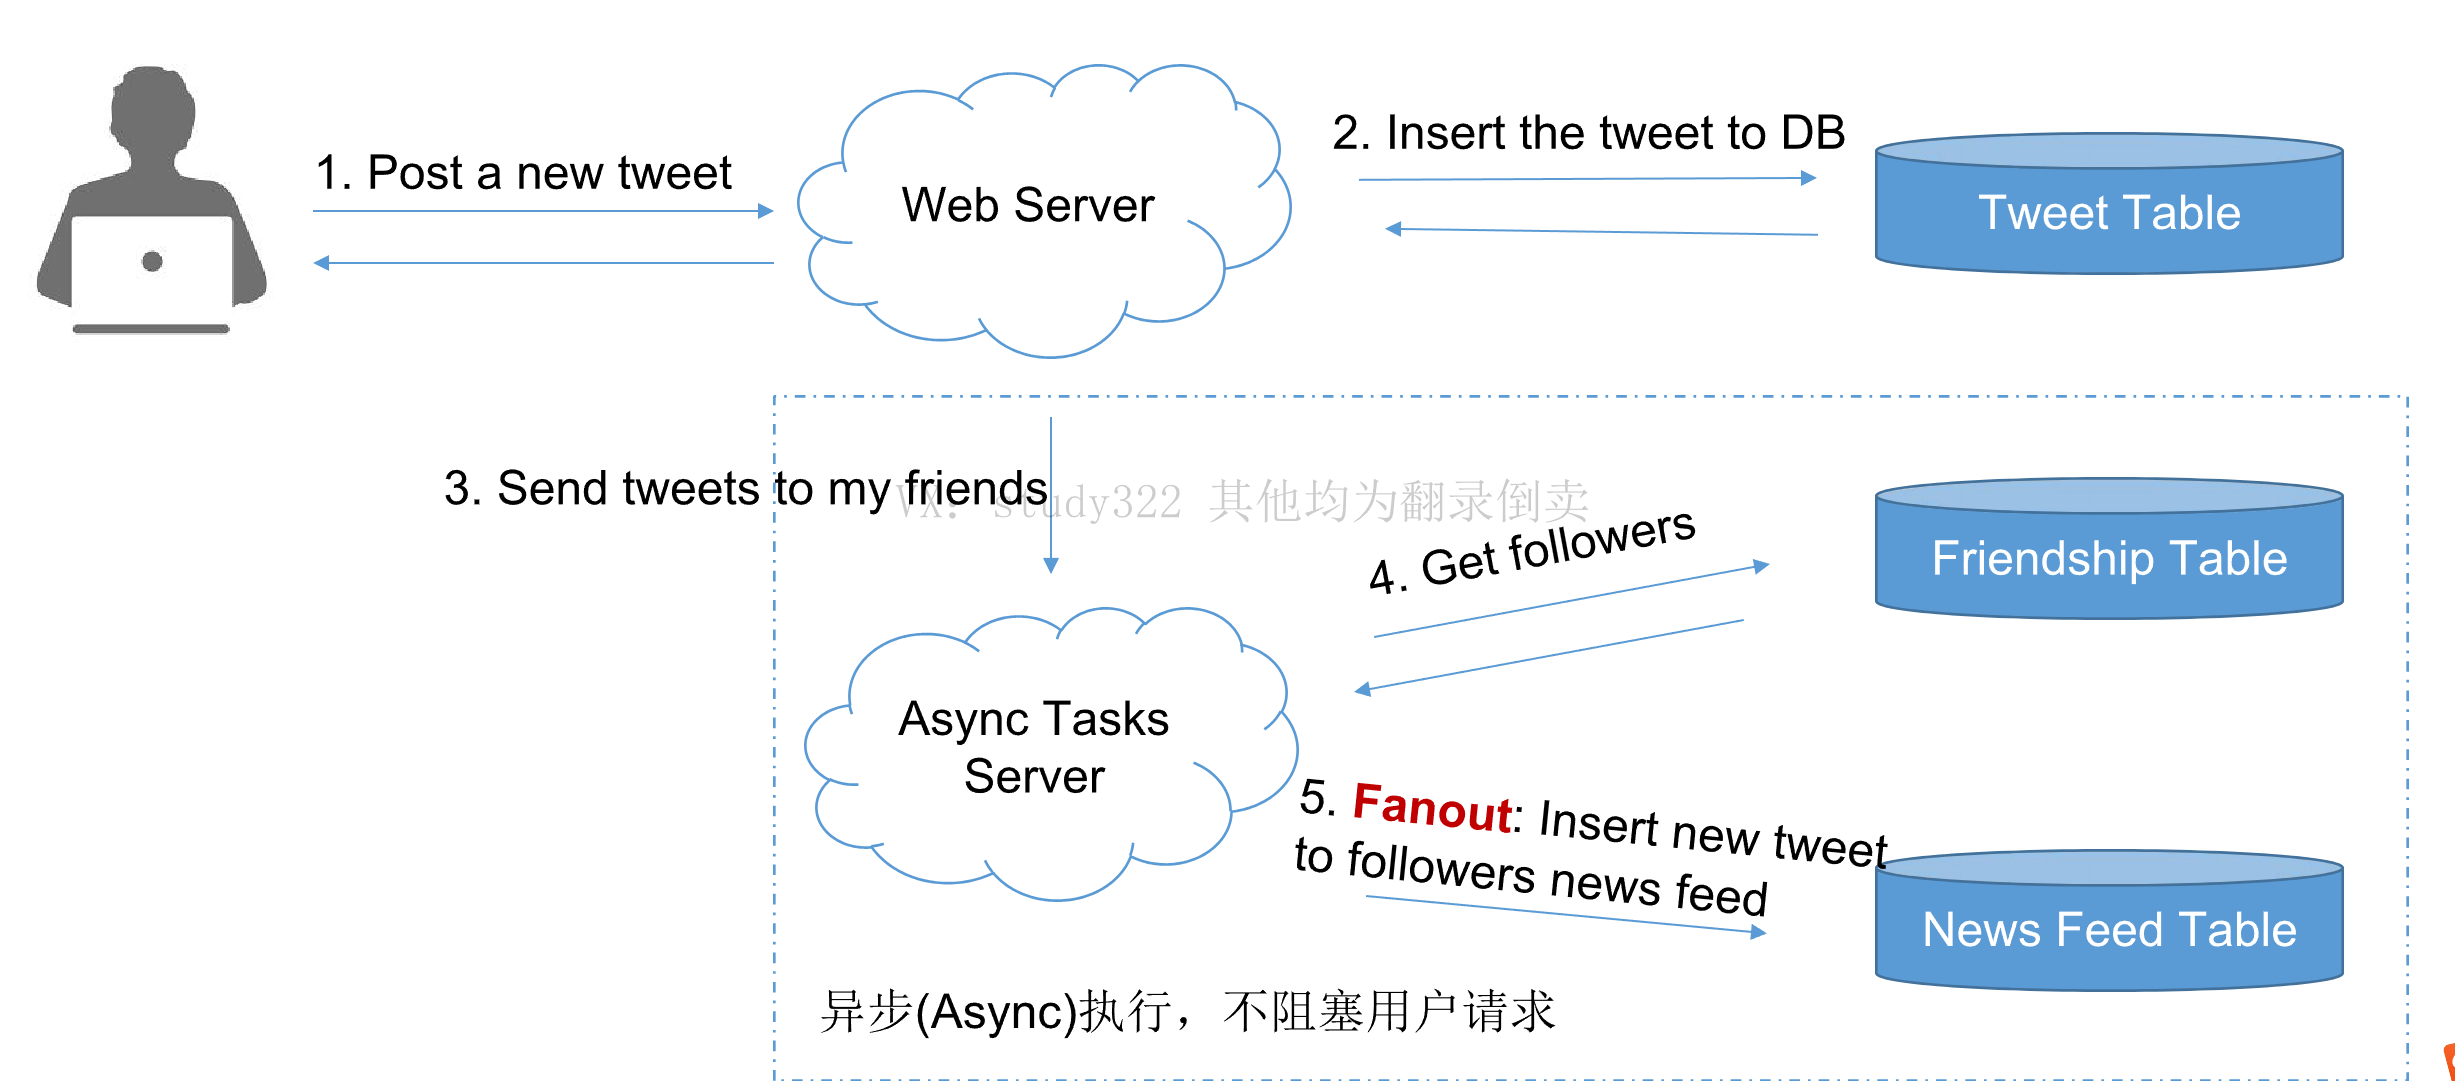 1. Post a new tweet
Web Server
2. Insert the tweet to DB
Tweet Table
3. Send tweets to my friends
VX: study322 其他均为翻录倒卖
4. Get followers
Friendship Table
Async Tasks
Server
5. Fanout: Insert new tweet
to followers news feed
News Feed Table
异步(Async)执行，不阻塞用户请求